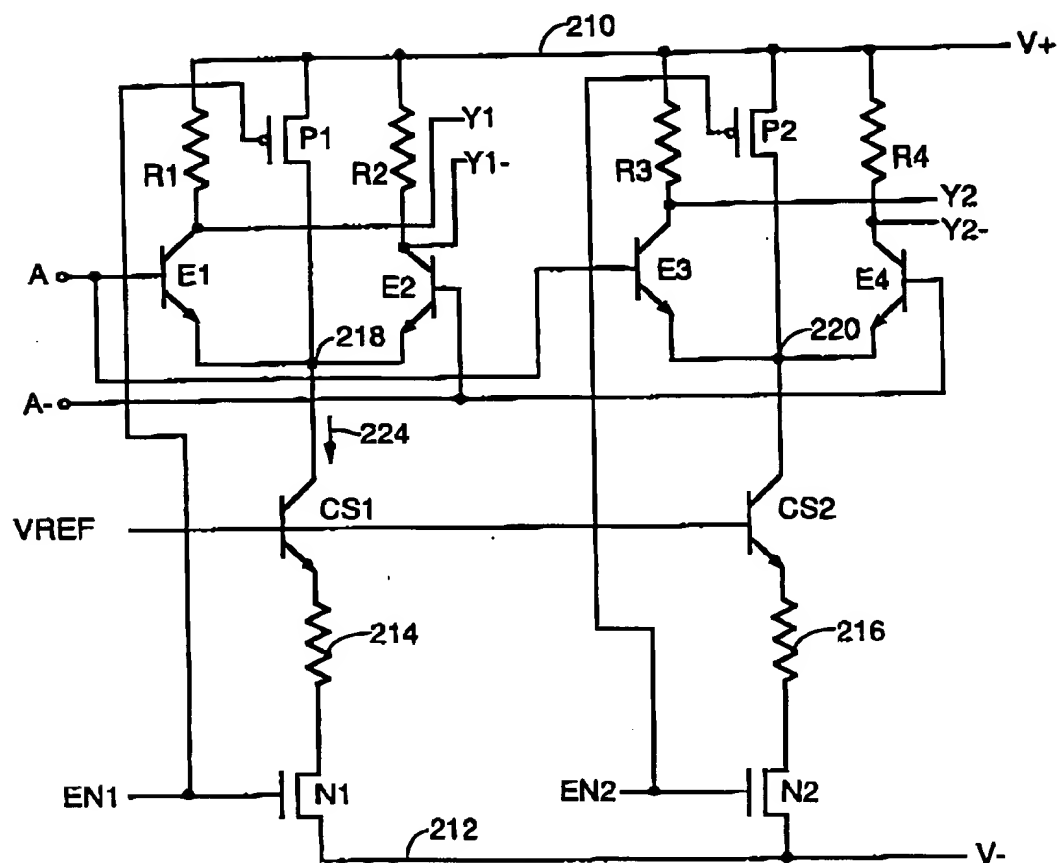 210
V+
P1
Y1
P2
R1
R2
Y1-
R3
R4
Y2
Y2-
A
E1
E2
E3
E4
218
220
A-
224
VREF
CS1
CS2
214
216
EN1
N1
EN2
N2
212
V-